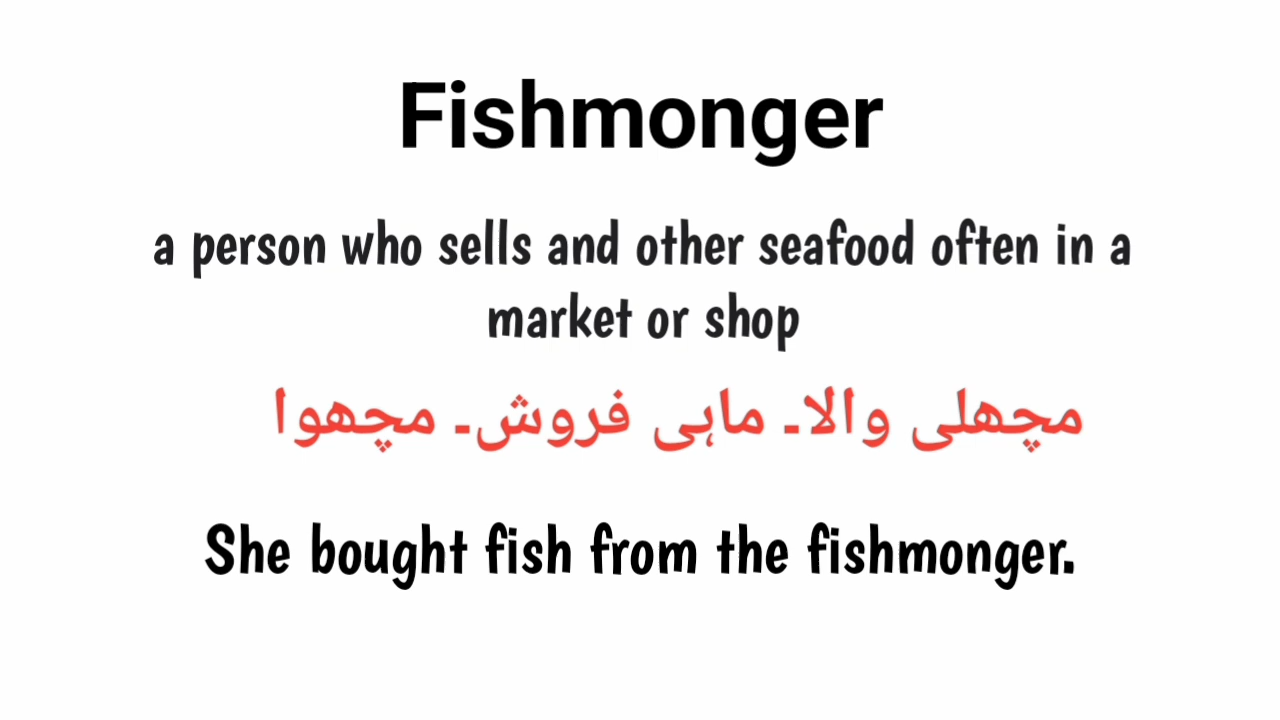 Fishmonger
a person who sells and other seafood often in a
market or shop
مچھلی والا۔ ماہی فروش۔ مچھوا
She bought fish from the fishmonger.